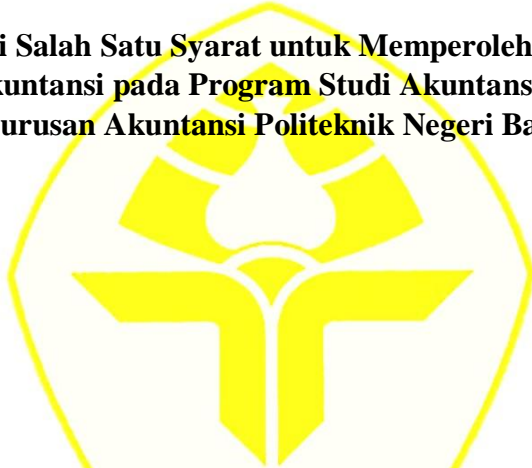 i Salah Satu Syarat untuk Memperoleh
kuntansi pada Program Studi Akuntans
urusan Akuntansi Politeknik Negeri Ba